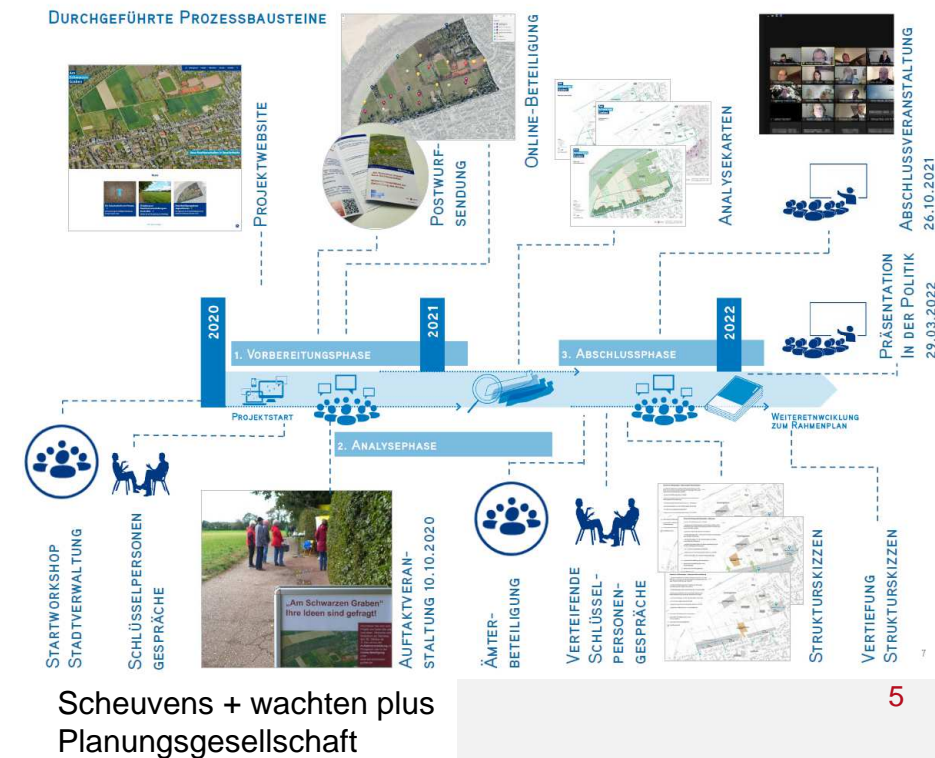 DURCHGEFÜHRTE PROZESSBAUSTEINE
PROJEKTWEBSITE
POSTWURF-
SENDUNG
ONLINE-BETEILIGUNG
ANALYSEKARTEN
ABSCHLUSSVERANSTALTUNG
26.10.2021
PRÄSENTATION
IN DER POLITIK
29.03.2022
2020
2021
2022
1. VORBEREITUNGSPHASE
3. ABSCHLUSSPHASE
PROJEKTSTART
WEITERETNWCIKLUNG
ZUM RAHMENPLAN
2. ANALYSEPHASE
STARTWORKSHOP
STADTVERWALTUNG
SCHLÜSSELPERSONEN
GESPRÄCHE
„Am Schwarzen Graben"
Ihre Ideen sind gefragt!
AUFTAKTVERAN-
STALTUNG 10.10.2020
ÄMTER-
BETEILIGUNG
VERTEIFENDE
SCHLÜSSEL-
PERSONEN-
GESPRÄCHE
STRUKTURSKIZZEN
VERTIEFUNG
STRUKTURSKIZZEN
7
Scheuvens + wachten plus
Planungsgesellschaft
5